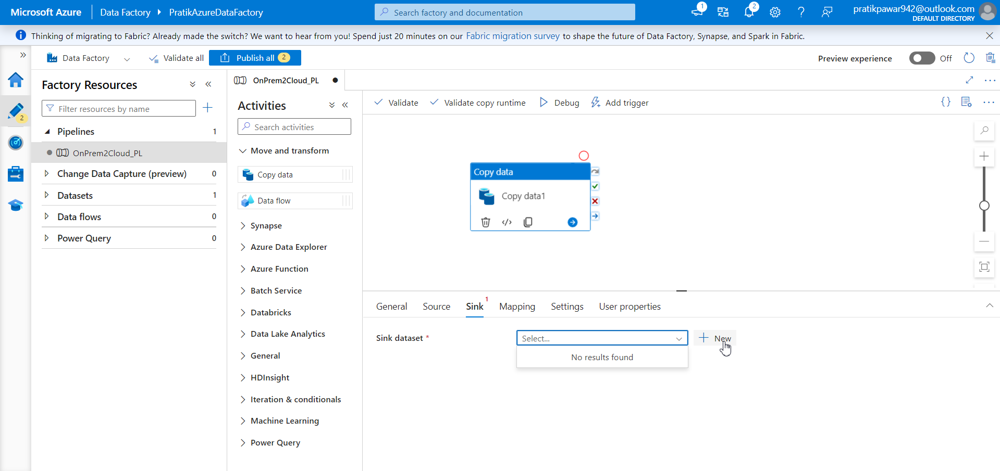 Microsoft Azure
Data Factory
PratikAzureDataFactory
Search factory and documentation
1
2
pratikpawar942@outlook.com
DEFAULT DIRECTORY
Thinking of migrating to Fabric? Already made the switch? We want to hear from you! Spend just 20 minutes on our Fabric migration survey to shape the future of Data Factory, Synapse, and Spark in Fabric.
Data Factory
Validate all
Publish all 2
Preview experience
Off
2
Factory Resources
Filter resources by name
Pipelines 1
OnPrem2Cloud_PL
Change Data Capture (preview) 0
Datasets 1
Data flows 0
Power Query 0
OnPrem2Cloud_PL
Activities
Search activities
Move and transform
Copy data
Data flow
Synapse
Azure Data Explorer
Azure Function
Batch Service
Databricks
Data Lake Analytics
General
HDInsight
Iteration & conditionals
Machine Learning
Power Query
Validate
Validate copy runtime
Debug
Add trigger
Copy data
Copy data1
General
Source
Sink 1
Mapping
Settings
User properties
Sink dataset *
Select...
New
No results found